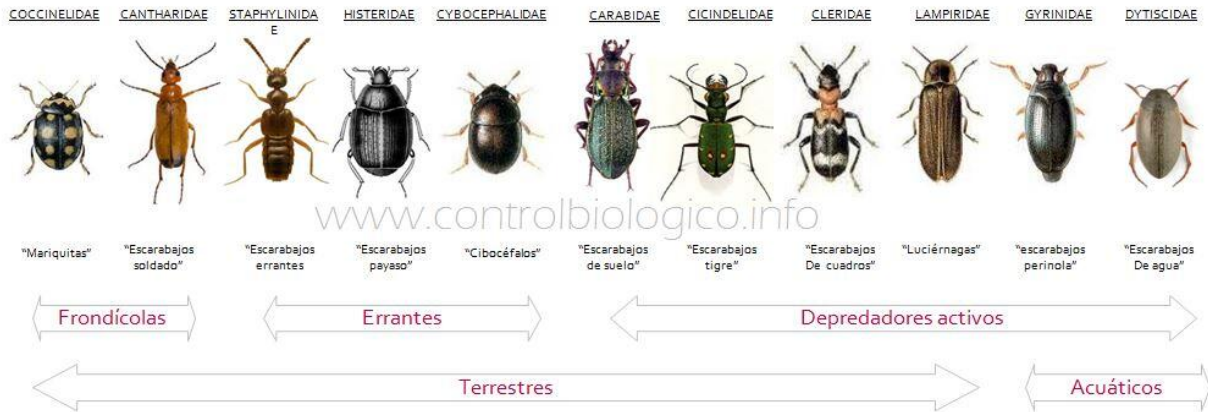 COCCINELIDAE CANTHARIDAE STAPHYLINIDA HISTERIDAE CYBOCEPHALIDAE CARABIDAE CICINDELIDAE CLERIDAE LAMPIRIDAE GYRINIDAE DYTISCIDAE
E
www.controlbiologico.info
"Mariquitas" "Escarabajos "Escarabajos "Escarabajos "Cibocéfalos" "Escarabajos "Escarabajos "Escarabajos "Luciérnagas" "escarabajos "Escarabajos
soldado" errantes payaso" de suelo" tigre" De cuadros" perinola" De agua"
Frondícolas Errantes Depredadores activos
Terrestres Acuáticos